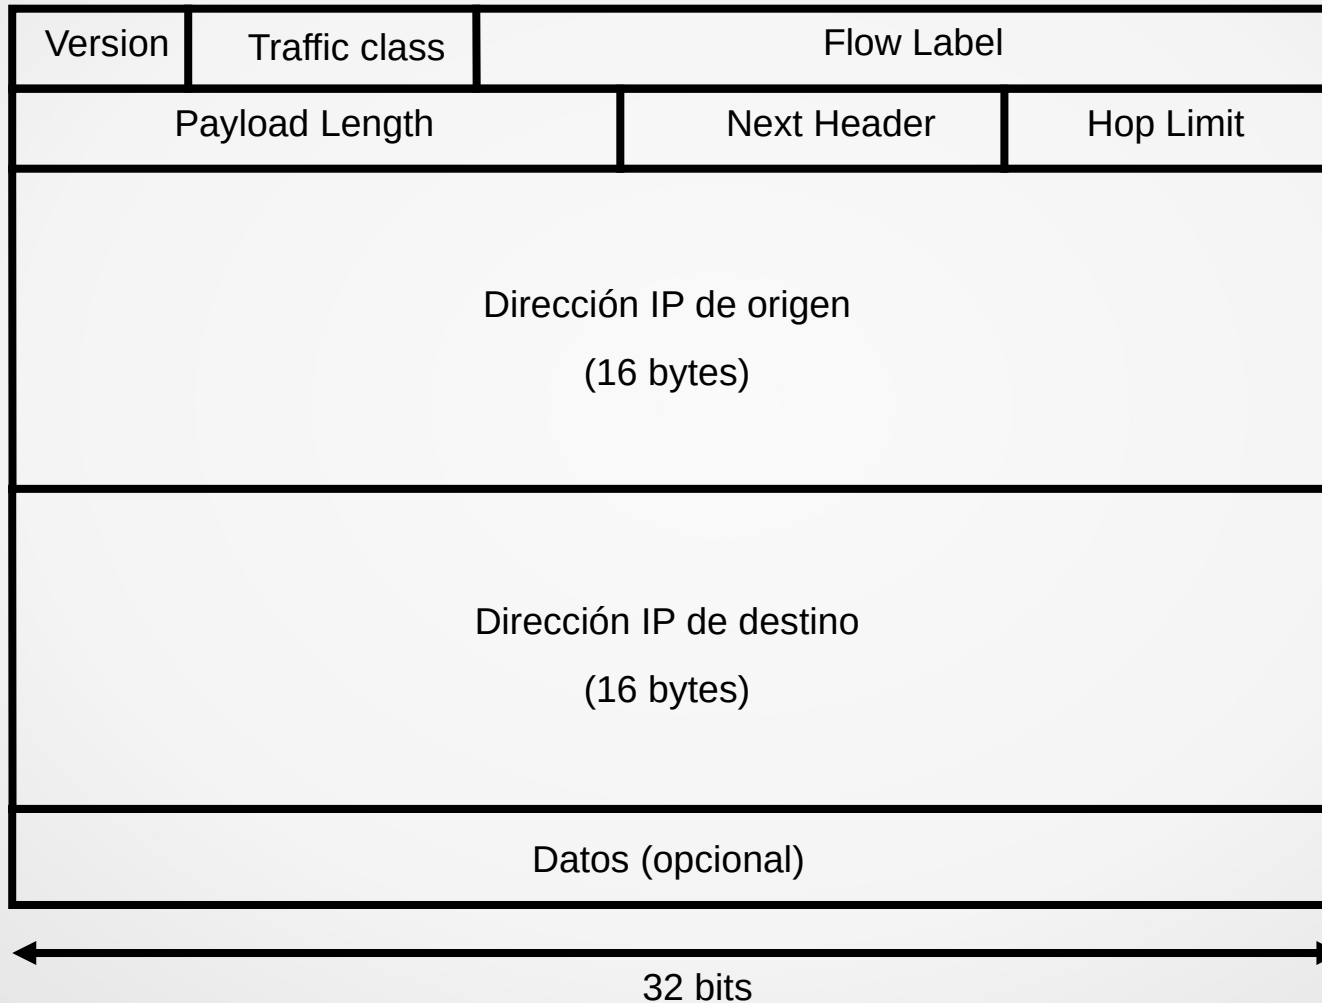 Version
Traffic class
Flow Label
Payload Length
Next Header
Hop Limit
Dirección IP de origen
(16 bytes)
Dirección IP de destino
(16 bytes)
Datos (opcional)
32 bits